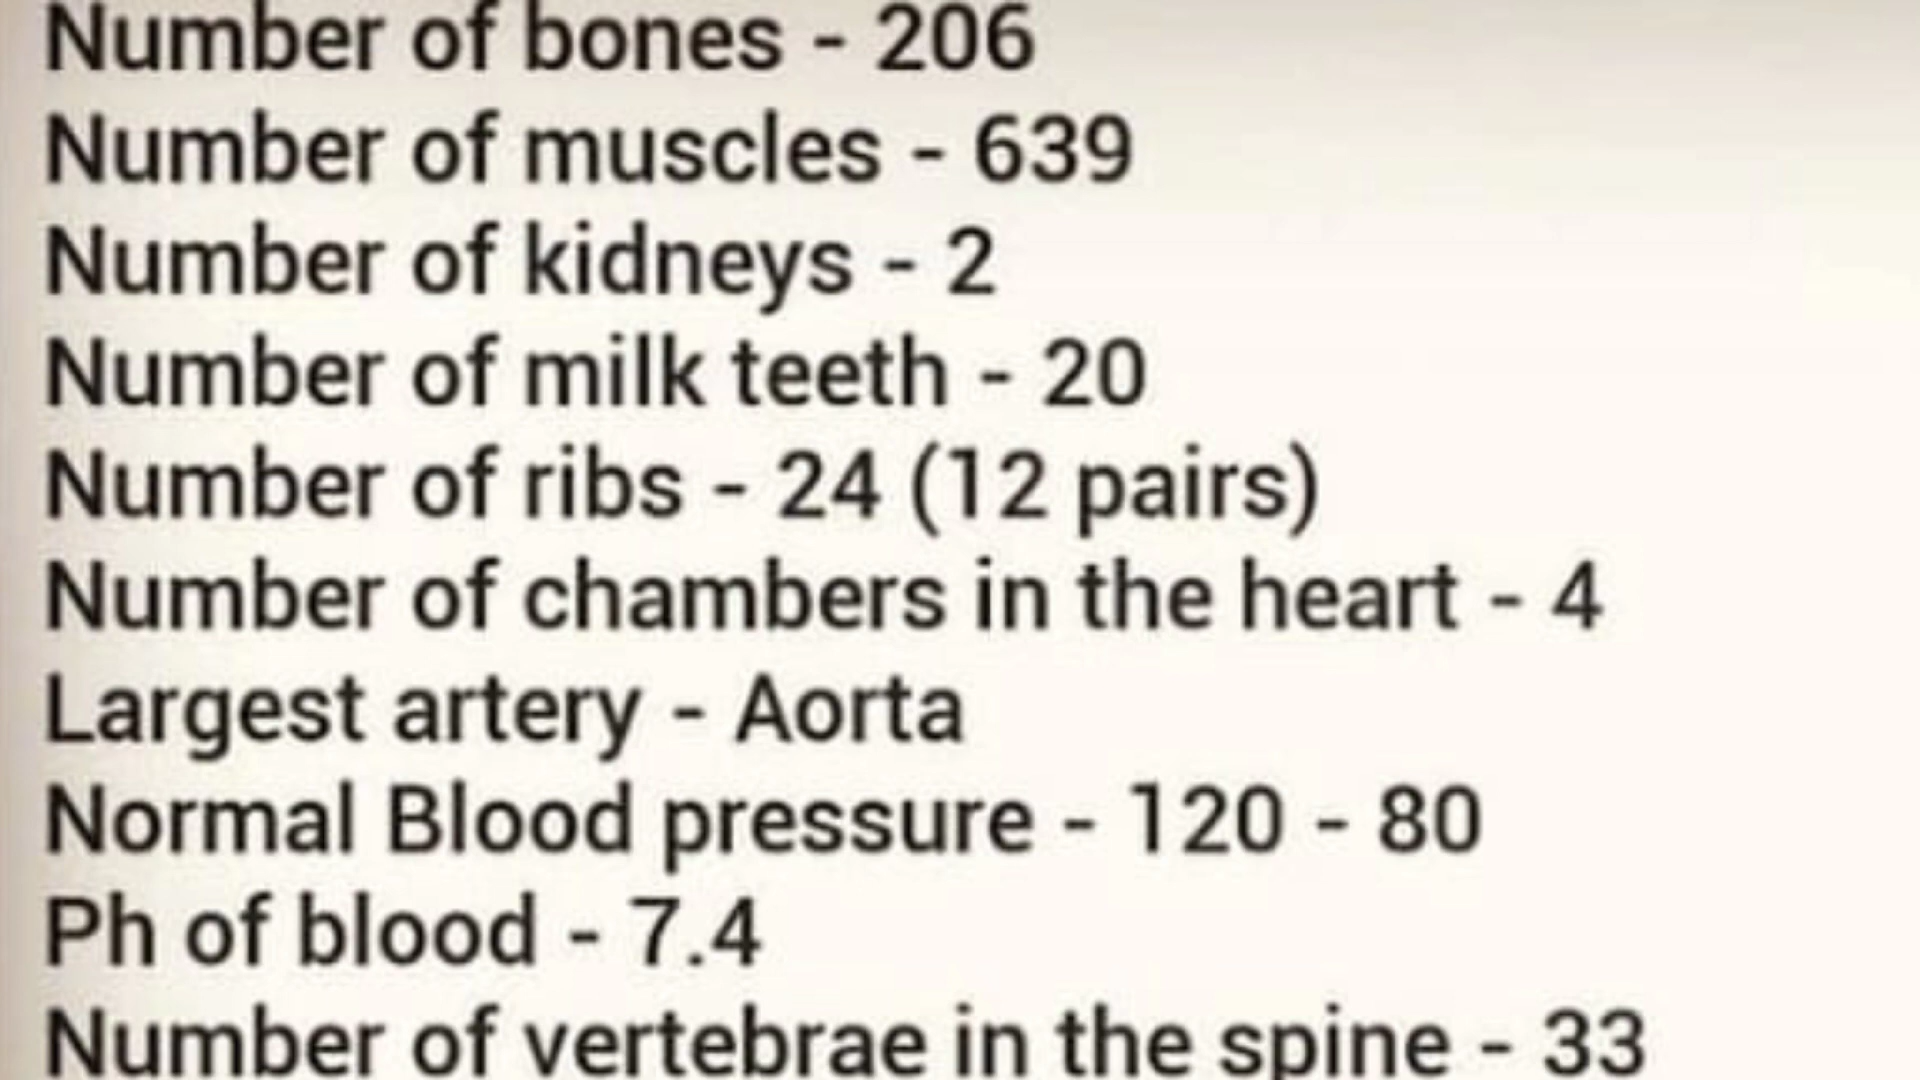 Number of bones - 206
Number of muscles - 639
Number of kidneys - 2
Number of milk teeth - 20
Number of ribs - 24 (12 pairs)
Number of chambers in the heart - 4
Largest artery - Aorta
Normal Blood pressure - 120 - 80
Ph of blood - 7.4
Number of vertebrae in the spine - 33